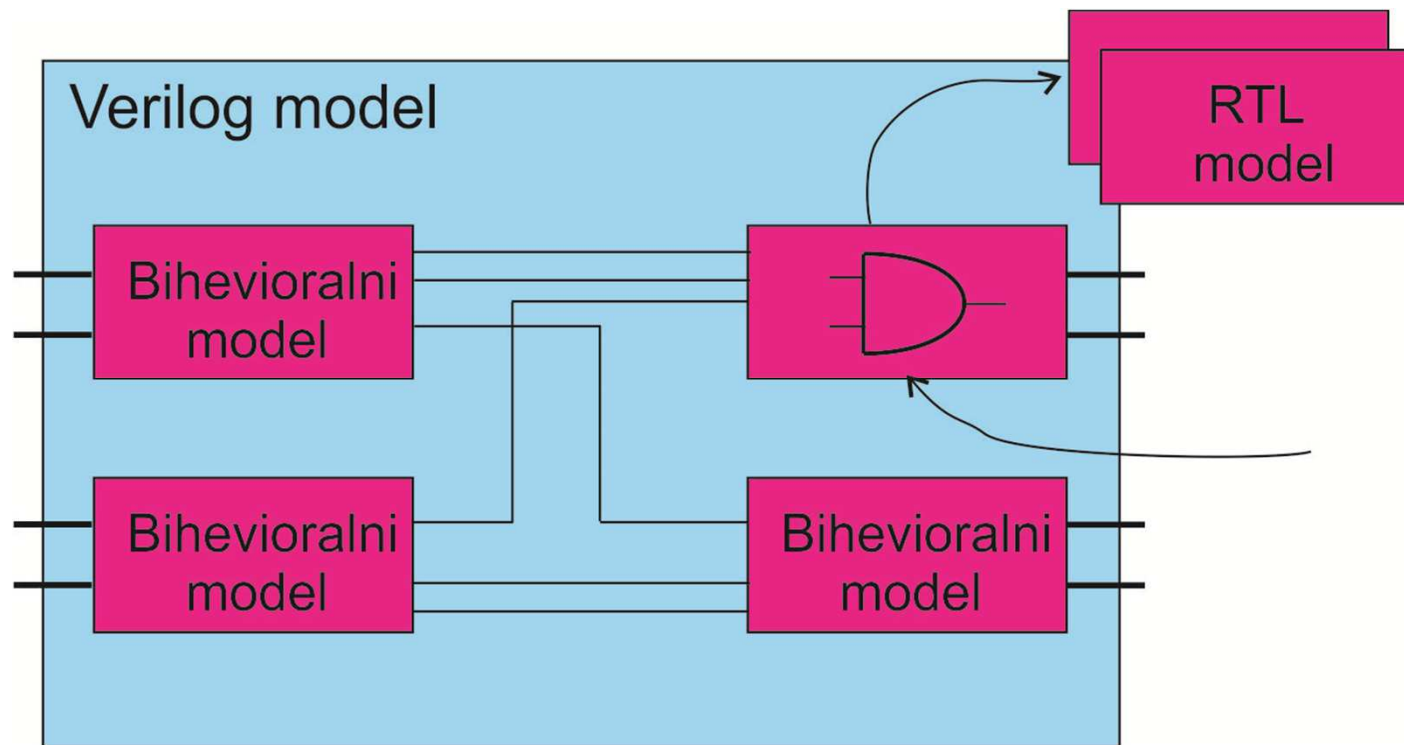 Verilog model
RTL
model
Bihevioralni
model
Bihevioralni
model
Bihevioralni
model